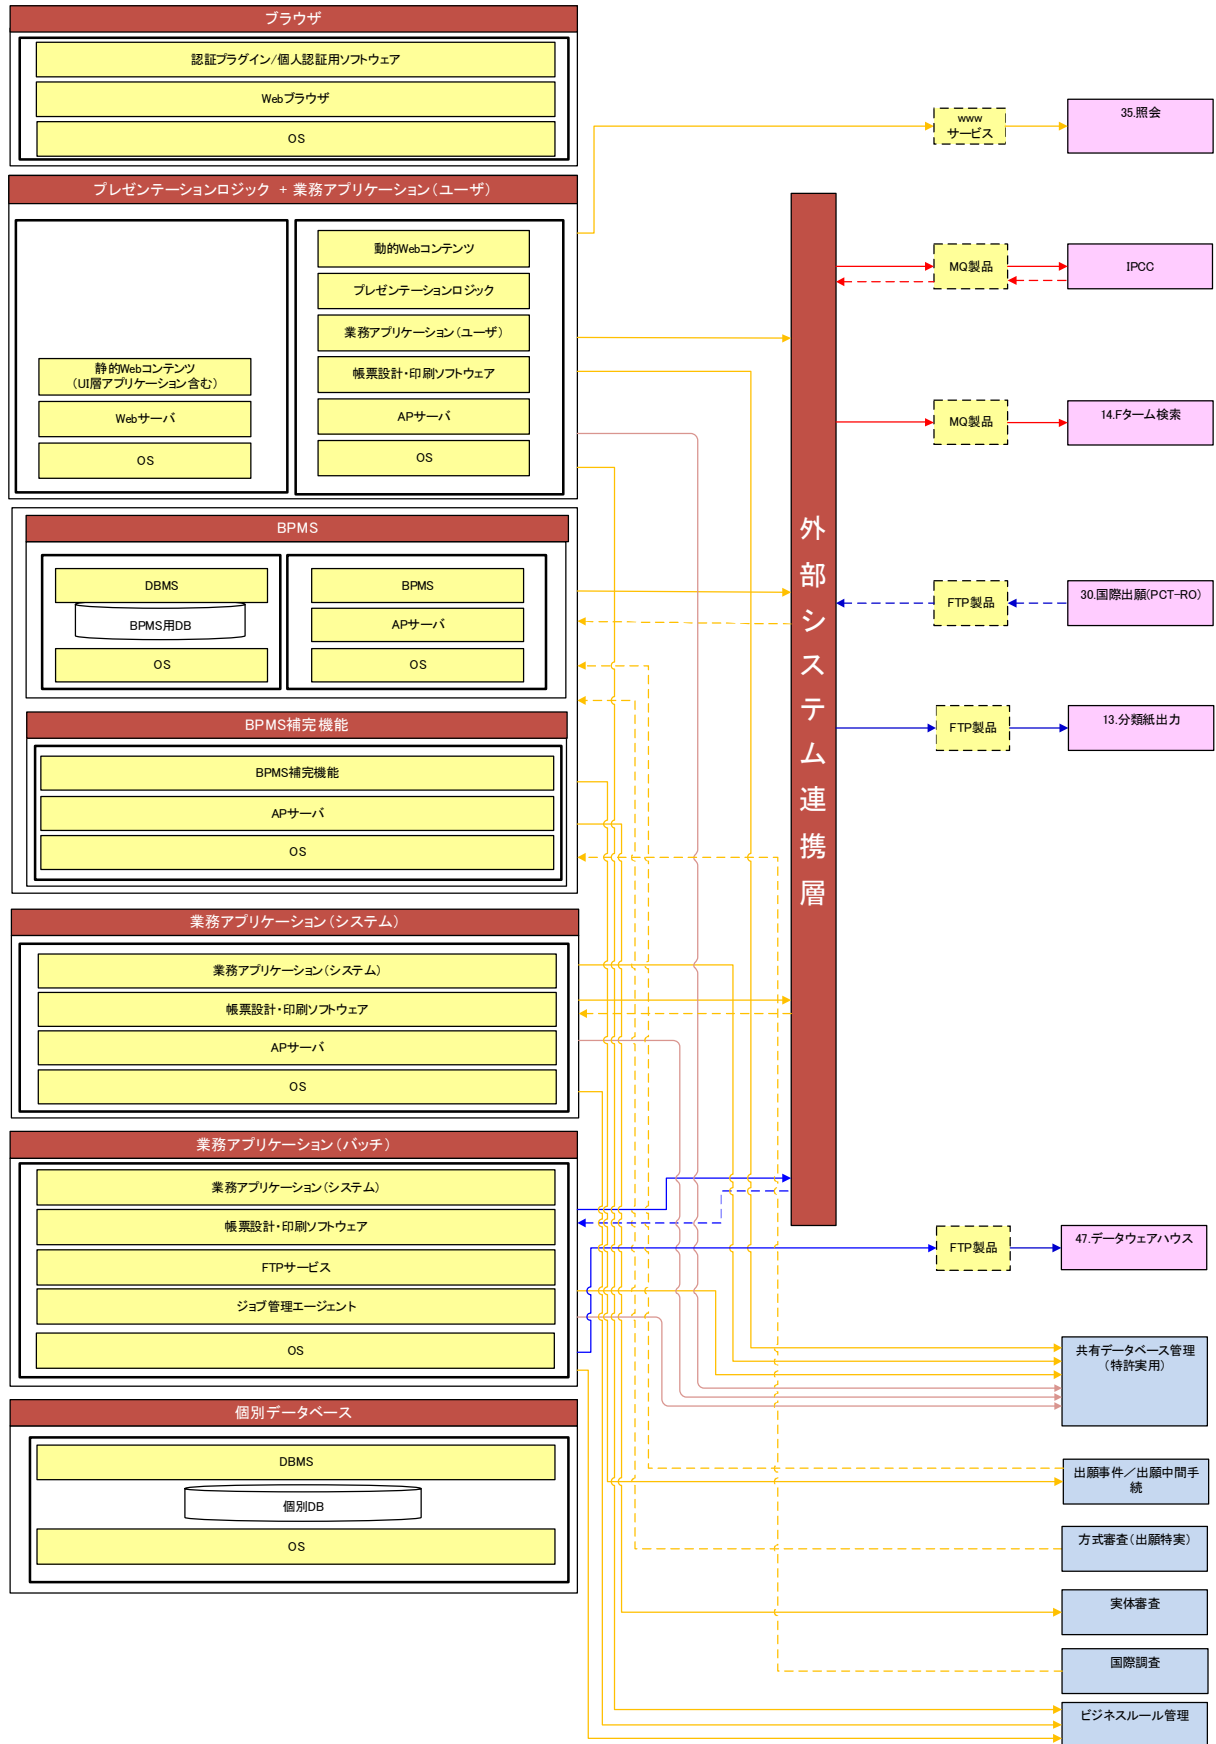 ブラウザ
認証プラグイン/個人認証用ソフトウェア
Webブラウザ
OS
プレゼンテーションロジック + 業務アプリケーション(ユーザ)
静的Webコンテンツ
(UI層アプリケーション含む)
Webサーバ
OS
動的Webコンテンツ
プレゼンテーションロジック
業務アプリケーション(ユーザ)
帳票設計・印刷ソフトウェア
APサーバ
OS
BPMS
DBMS
BPMS用DB
OS
BPMS
APサーバ
OS
BPMS補完機能
BPMS補完機能
APサーバ
OS
業務アプリケーション(システム)
業務アプリケーション(システム)
帳票設計・印刷ソフトウェア
APサーバ
OS
業務アプリケーション(バッチ)
業務アプリケーション(システム)
帳票設計・印刷ソフトウェア
FTPサービス
ジョブ管理エージェント
OS
個別データベース
DBMS
個別DB
OS
外部システム連携層
www
サービス
35.照会
MQ製品
IPCC
MQ製品
14.Fターム検索
FTP製品
30.国際出願(PCT-RO)
FTP製品
13.分類紙出力
FTP製品
47.データウェアハウス
共有データベース管理
(特許実用)
出願事件/出願中間手
続
方式審査(出願特実)
実体審査
国際調査
ビジネスルール管理